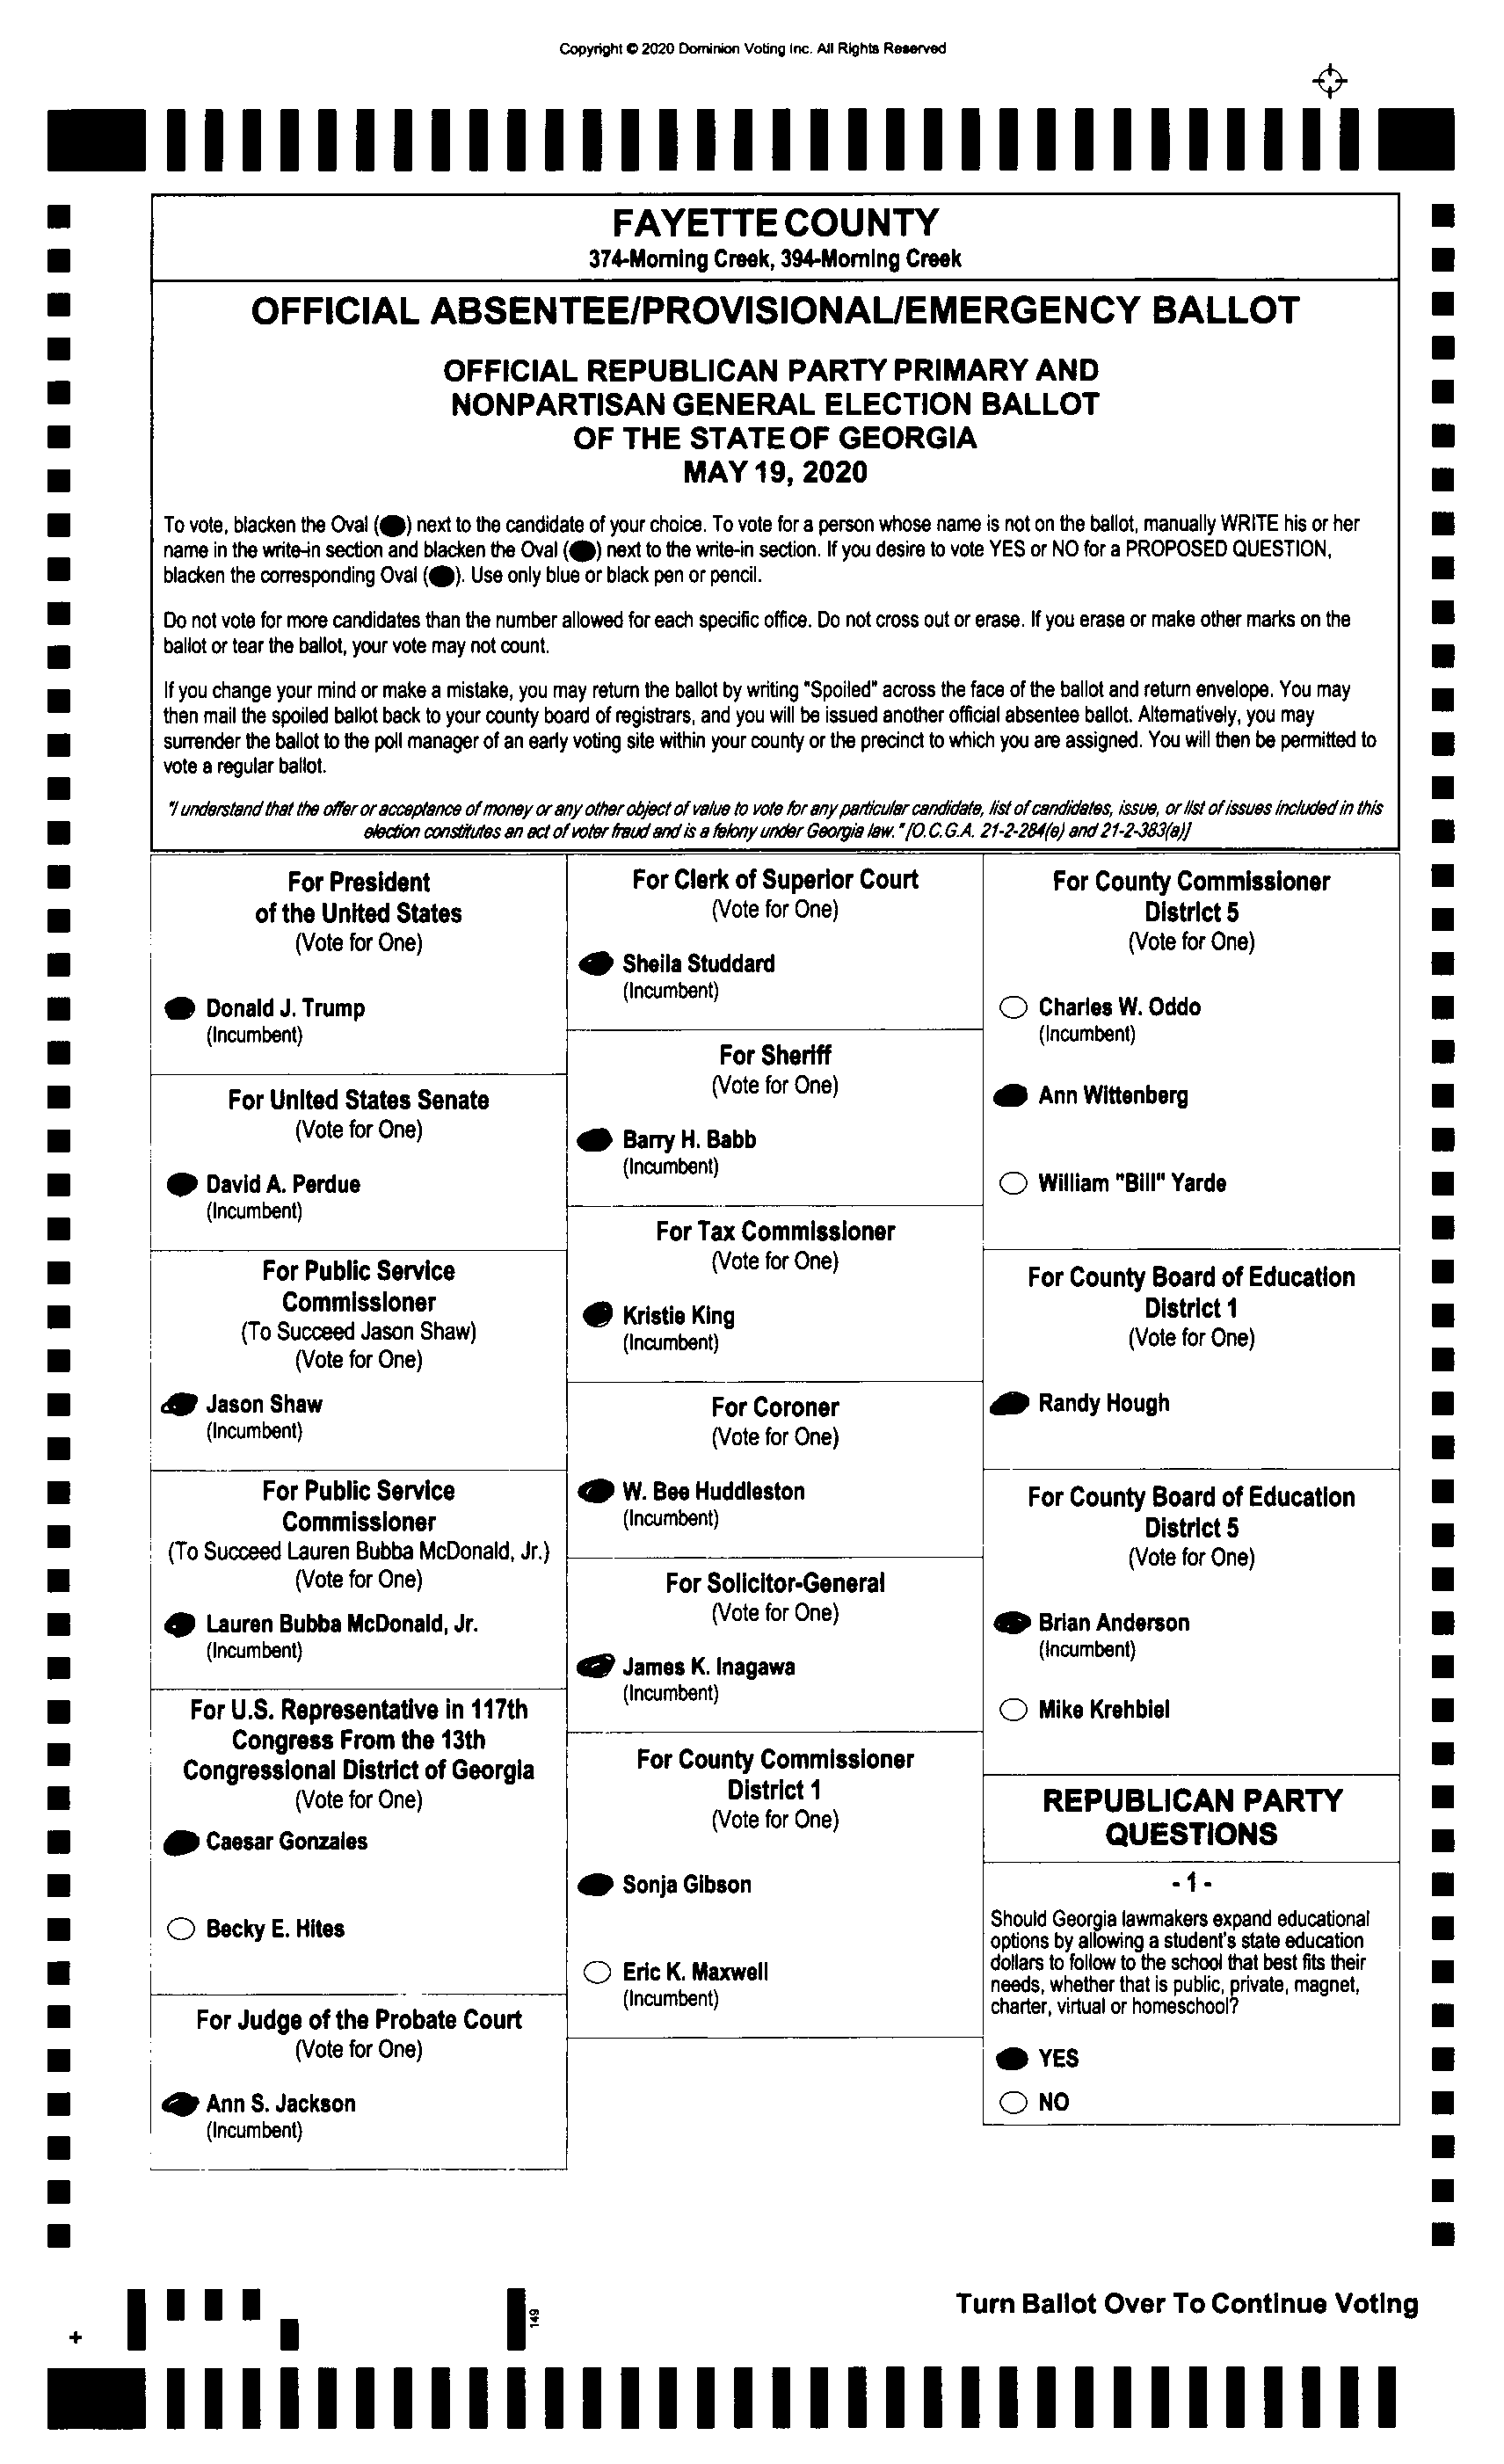 Copyright © 2020 Dominion Voting Inc. All Rights Reserved
FAYETTE COUNTY
374-Morning Creek, 394-Morning Creek
OFFICIAL ABSENTEE/PROVISIONAL/EMERGENCY BALLOT
OFFICIAL REPUBLICAN PARTY PRIMARY AND
NONPARTISAN GENERAL ELECTION BALLOT
OF THE STATE OF GEORGIA
MAY 19, 2020
To vote, blacken the Oval ( ) next to the candidate of your choice. To vote for a person whose name is not on the ballot, manually WRITE his or her
name in the write-in section and blacken the Oval ( ) next to the write-in section. If you desire to vote YES or NO for a PROPOSED QUESTION,
blacken the corresponding Oval ( ). Use only blue or black pen or pencil.
Do not vote for more candidates than the number allowed for each specific office. Do not cross out or erase. If you erase or make other marks on the
ballot or tear the ballot, your vote may not count.
If you change your mind or make a mistake, you may return the ballot by writing "Spoiled" across the face of the ballot and return envelope. You may
then mail the spoiled ballot back to your county board of registrars, and you will be issued another official absentee ballot. Alternatively, you may
surrender the ballot to the poll manager of an early voting site within your county or the precinct to which you are assigned. You will then be permitted to
vote a regular ballot.
"I understand that the offer or acceptance of money or any other object of value to vote for any particular candidate, list of candidates, issue, or list of issues included in this
election constitutes an act of voter fraud and is a felony under Georgia law." [O.C.G.A. 21-2-284(e) and 21-2-383(a)]
For President
of the United States
(Vote for One)
Donald J. Trump
(Incumbent)
For United States Senate
(Vote for One)
David A. Perdue
(Incumbent)
For Public Service
Commissioner
(To Succeed Jason Shaw)
(Vote for One)
Jason Shaw
(Incumbent)
For Public Service
Commissioner
(To Succeed Lauren Bubba McDonald, Jr.)
(Vote for One)
Lauren Bubba McDonald, Jr.
(Incumbent)
For U.S. Representative in 117th
Congress From the 13th
Congressional District of Georgia
(Vote for One)
Caesar Gonzales
Becky E. Hites
For Judge of the Probate Court
(Vote for One)
Ann S. Jackson
(Incumbent)
For Clerk of Superior Court
(Vote for One)
Sheila Studdard
(Incumbent)
For Sheriff
(Vote for One)
Barry H. Babb
(Incumbent)
For Tax Commissioner
(Vote for One)
Kristie King
(Incumbent)
For Coroner
(Vote for One)
W. Bee Huddleston
(Incumbent)
For Solicitor-General
(Vote for One)
James K. Inagawa
(Incumbent)
For County Commissioner
District 1
(Vote for One)
Sonja Gibson
Eric K. Maxwell
(Incumbent)
For County Commissioner
District 5
(Vote for One)
Charles W. Oddo
(Incumbent)
Ann Wittenberg
William "Bill" Yarde
For County Board of Education
District 1
(Vote for One)
Randy Hough
For County Board of Education
District 5
(Vote for One)
Brian Anderson
(Incumbent)
Mike Krehbiel
REPUBLICAN PARTY
QUESTIONS
- 1 -
Should Georgia lawmakers expand educational
options by allowing a student's state education
dollars to follow to the school that best fits their
needs, whether that is public, private, magnet,
charter, virtual or homeschool?
YES
NO
Turn Ballot Over To Continue Voting
149
+